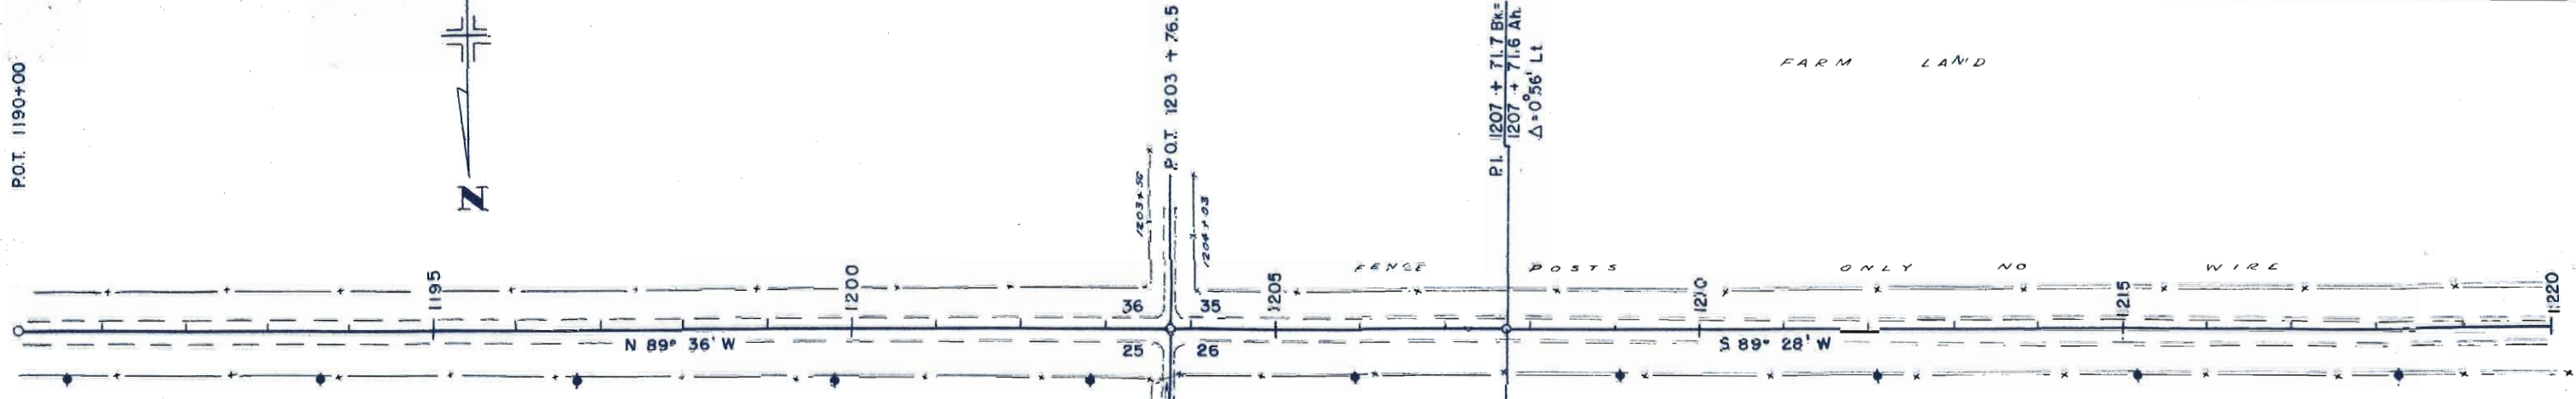 P.O.T. 1190+00
N
P.O.T. 1203 + 76.5
P.I. 1207 + 71.7 Bk.=
1207 + 71.6 Ah.
Δ=0°56' Lt.
FARM LAND
1203+50
1204+03
FENCE POSTS ONLY NO WIRE
1195
1200
1205
1210
1215
1220
36
35
N 89° 36' W
25
26
S 89° 28' W